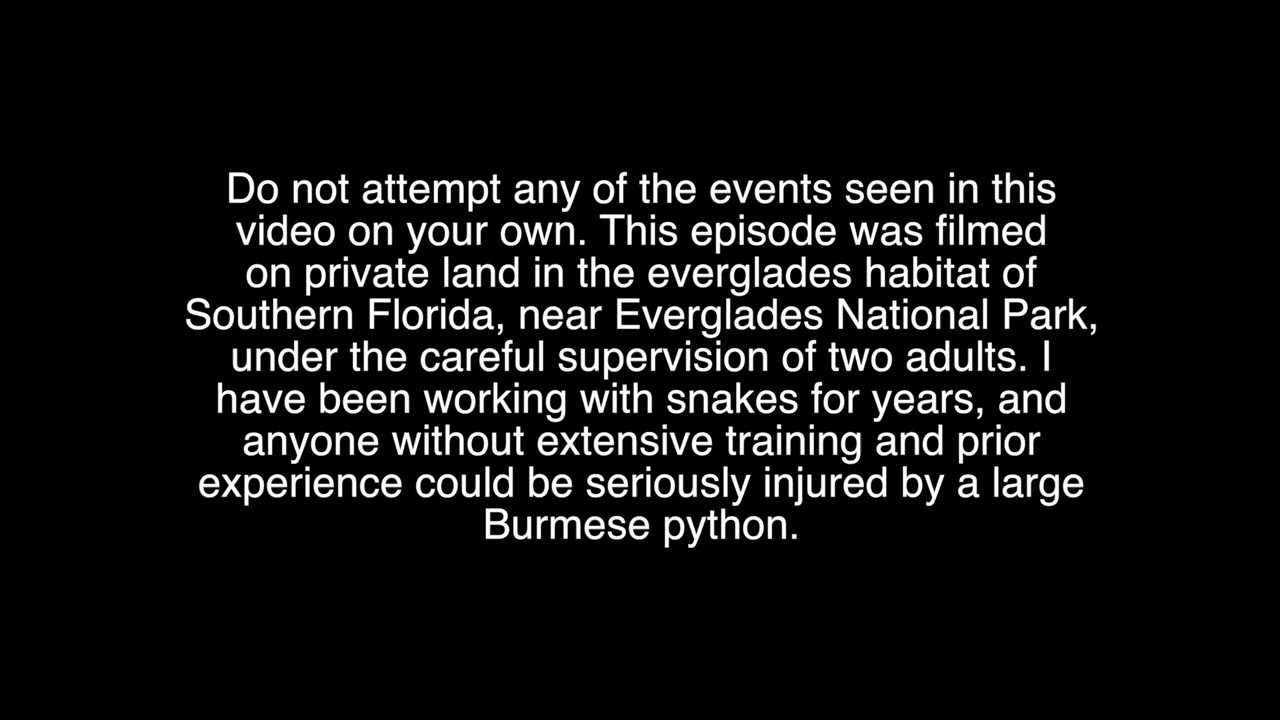 Do not attempt any of the events seen in this
video on your own. This episode was filmed
on private land in the everglades habitat of
Southern Florida, near Everglades National Park,
under the careful supervision of two adults. I
have been working with snakes for years, and
anyone without extensive training and prior
experience could be seriously injured by a large
Burmese python.